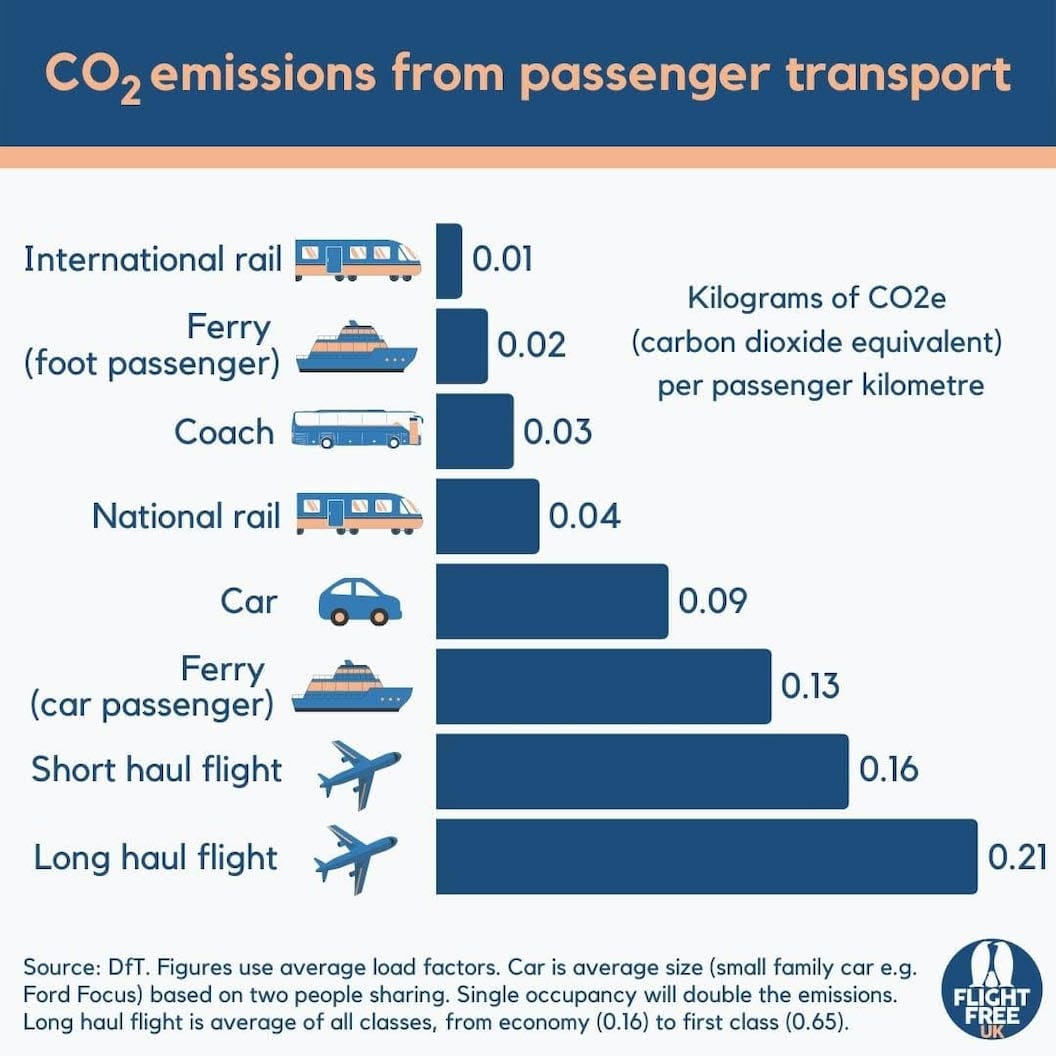 CO₂ emissions from passenger transport
International rail 0.01
Kilograms of CO2e
(carbon dioxide equivalent)
per passenger kilometre
Ferry
(foot passenger) 0.02
Coach 0.03
National rail 0.04
Car 0.09
Ferry
(car passenger) 0.13
Short haul flight 0.16
Long haul flight 0.21
Source: DfT. Figures use average load factors. Car is average size (small family car e.g.
Ford Focus) based on two people sharing. Single occupancy will double the emissions.
Long haul flight is average of all classes, from economy (0.16) to first class (0.65).
FLIGHT
FREE
UK